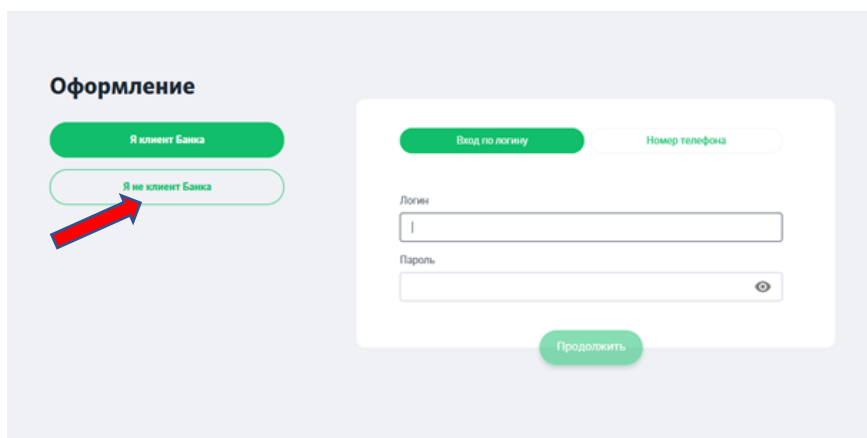 Оформление
Я клиент Банка
Я не клиент Банка
Вход по логину
Номер телефона
Логин
Пароль
Продолжить